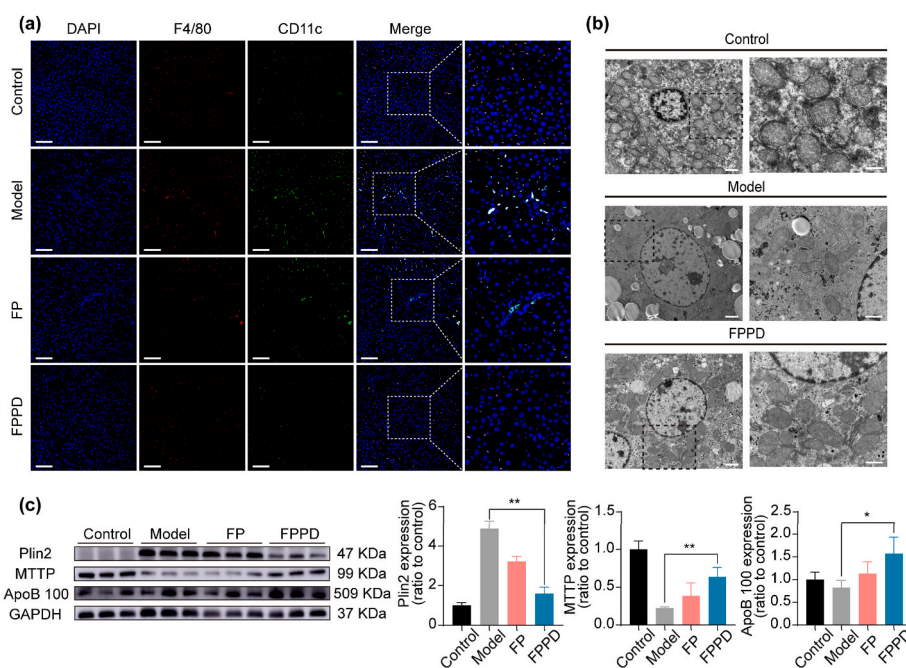 (a)
DAPI F4/80 CD11c Merge
Control
Model
FP
FPPD
(b)
Control
Model
FPPD
(c)
Control Model FP FPPD
Plin2 47 KDa
MTTP 99 KDa
ApoB 100 509 KDa
GAPDH 37 KDa
Plin2 expression
(ratio to control)
6
4
2
0
**
Control Model FP FPPD
MTTP expression
(ratio to control)
1.5
1.0
0.5
0.0
**
Control Model FP FPPD
ApoB 100 expression
(ratio to control)
2.5
2.0
1.5
1.0
0.5
0.0
*
Control Model FP FPPD